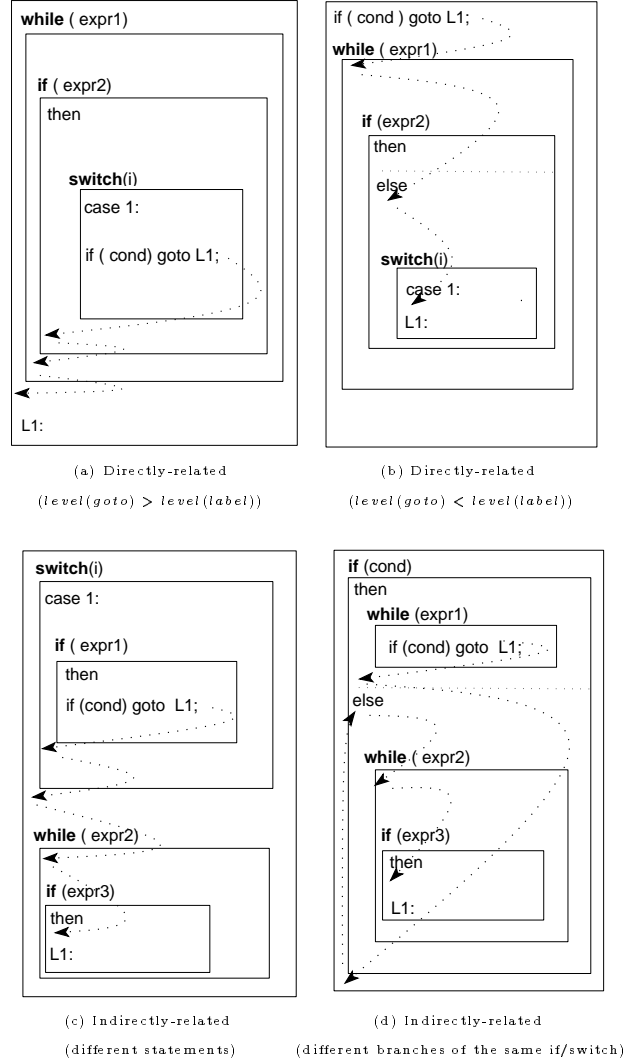 while ( expr1)
if ( expr2)
then
switch(i)
case 1:
if ( cond) goto L1;
L1:
(a) Directly-related
(level(goto) > level(label))
if ( cond ) goto L1;
while ( expr1)
if (expr2)
then
else
switch(i)
case 1:
L1:
(b) Directly-related
(level(goto) < level(label))
switch(i)
case 1:
if ( expr1)
then
if (cond) goto L1;
while ( expr2)
if (expr3)
then
L1:
(c) Indirectly-related
(different statements)
if (cond)
then
while (expr1)
if (cond) goto L1;
else
while ( expr2)
if (expr3)
then
L1:
(d) Indirectly-related
(different branches of the same if/switch)